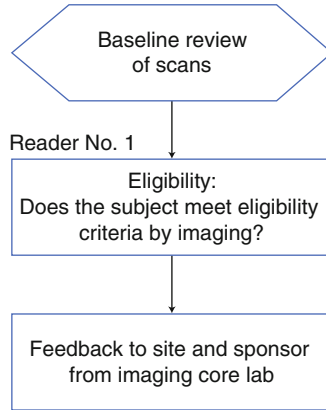 Baseline review
of scans
Reader No. 1
Eligibility:
Does the subject meet eligibility
criteria by imaging?
Feedback to site and sponsor
from imaging core lab